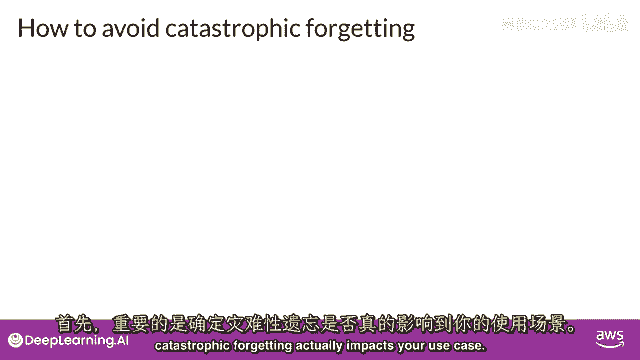 How to avoid catastrophic forgetting
首先，重要的是确定灾难性遗忘是否真的影响到你的使用场景。
catastrophic forgetting actually impacts your use case.
DeepLearning.AI
aws